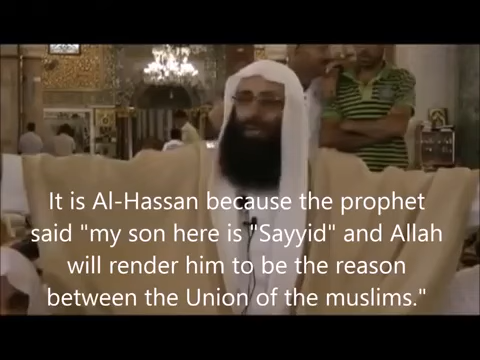 It is Al-Hassan because the prophet
said "my son here is "Sayyid" and Allah
will render him to be the reason
between the Union of the muslims."